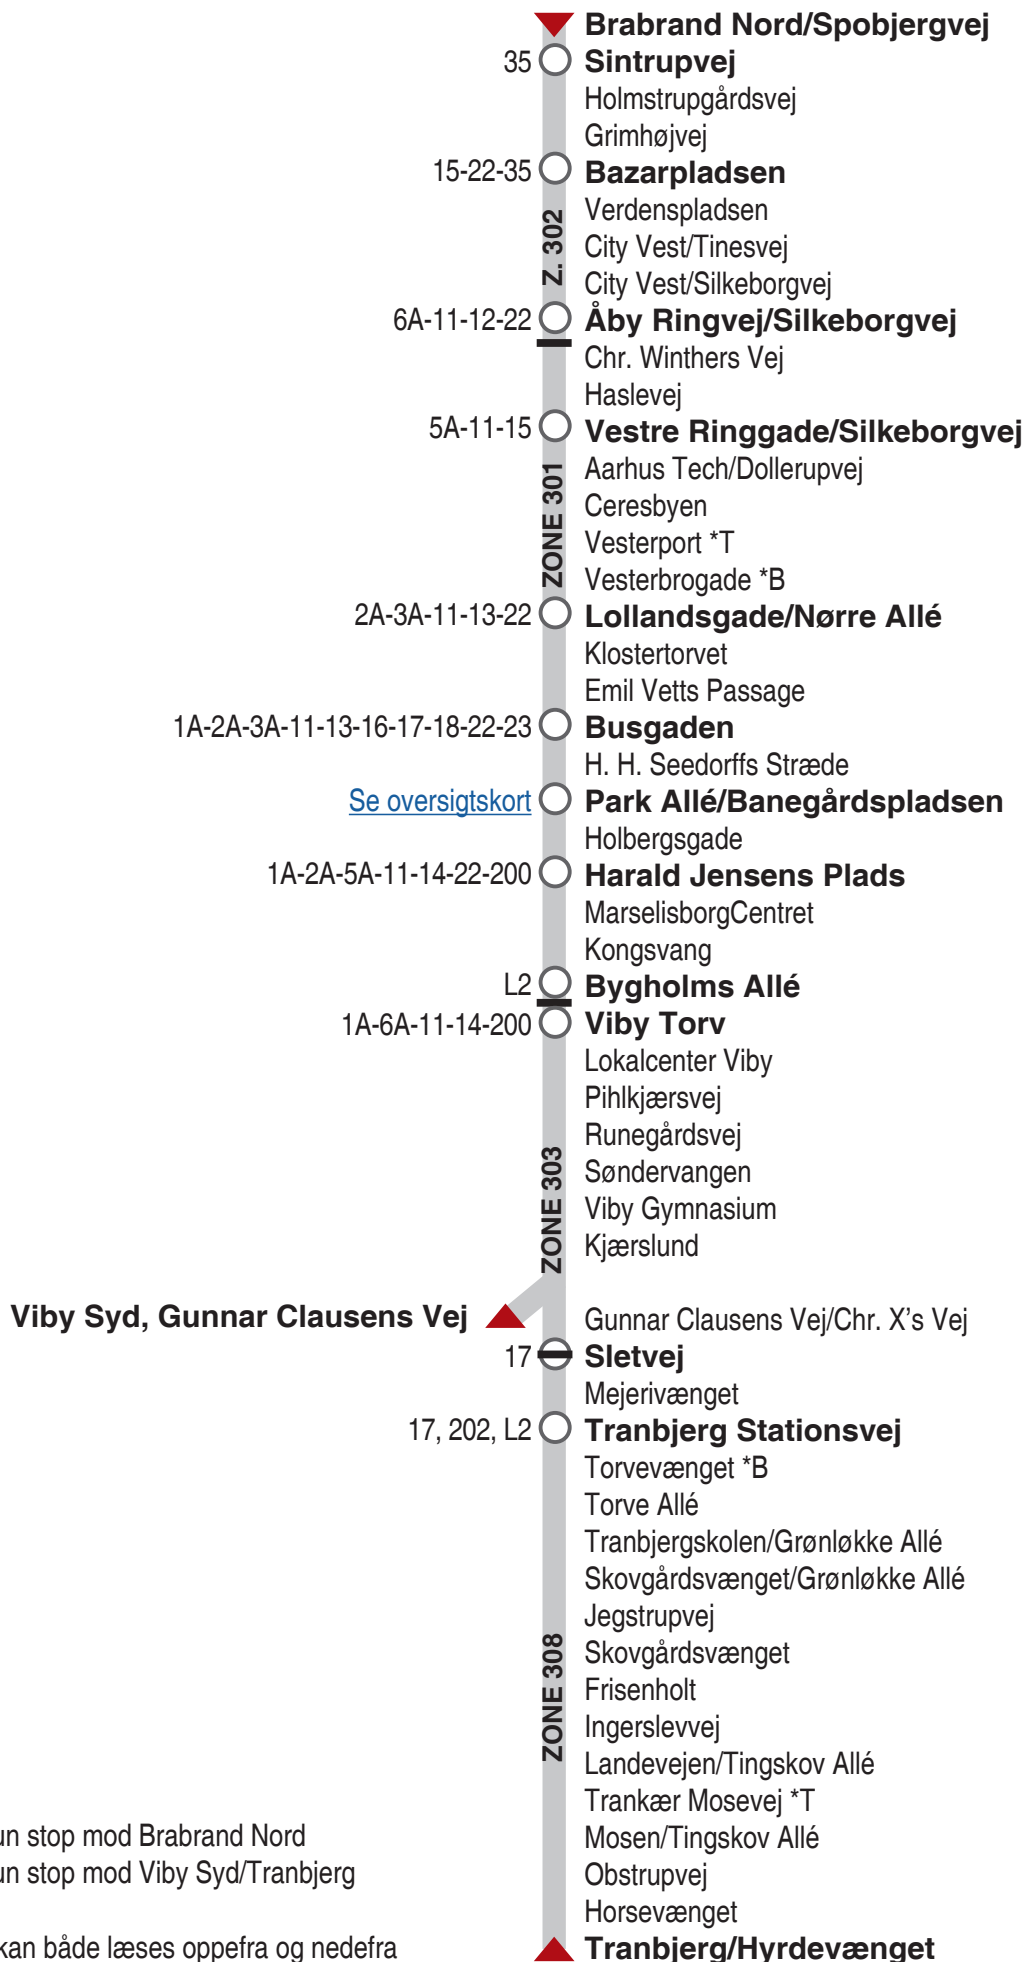 Brabrand Nord/Spobjergvej
35 Sintrupvej
Holmstrupgårdsvej
Grimhøjvej
15-22-35 Bazarpladsen
Verdenspladsen
City Vest/Tinesvej
City Vest/Silkeborgvej
Z. 302
6A-11-12-22 Åby Ringvej/Silkeborgvej
Chr. Winthers Vej
Haslevej
5A-11-15 Vestre Ringgade/Silkeborgvej
Aarhus Tech/Dollerupvej
Ceresbyen
Vesterport *T
Vesterbrogade *B
ZONE 301
2A-3A-11-13-22 Lollandsgade/Nørre Allé
Klostertorvet
Emil Vetts Passage
1A-2A-3A-11-13-16-17-18-22-23 Busgaden
H. H. Seedorffs Stræde
Se oversigtskort Park Allé/Banegårdspladsen
Holbergsgade
1A-2A-5A-11-14-22-200 Harald Jensens Plads
MarselisborgCentret
Kongsvang
L2 Bygholms Allé
1A-6A-11-14-200 Viby Torv
Lokalcenter Viby
Pihlkjærsvej
Runegårdsvej
Søndervangen
Viby Gymnasium
Kjærslund
ZONE 303
Viby Syd, Gunnar Clausens Vej
Gunnar Clausens Vej/Chr. X's Vej
17 Sletvej
Mejerivænget
17, 202, L2 Tranbjerg Stationsvej
Torvevænget *B
Torve Allé
Tranbjergskolen/Grønløkke Allé
Skovgårdsvænget/Grønløkke Allé
Jegstrupvej
Skovgårdsvænget
Frisenholt
Ingerslevvej
ZONE 308
Landevejen/Tingskov Allé
Trankær Mosevej *T
Mosen/Tingskov Allé
Obstrupvej
Horsevænget
Tranbjerg/Hyrdevænget
stop mod Brabrand Nord
stop mod Viby Syd/Tranbjerg
kan både læses oppefra og nedefra